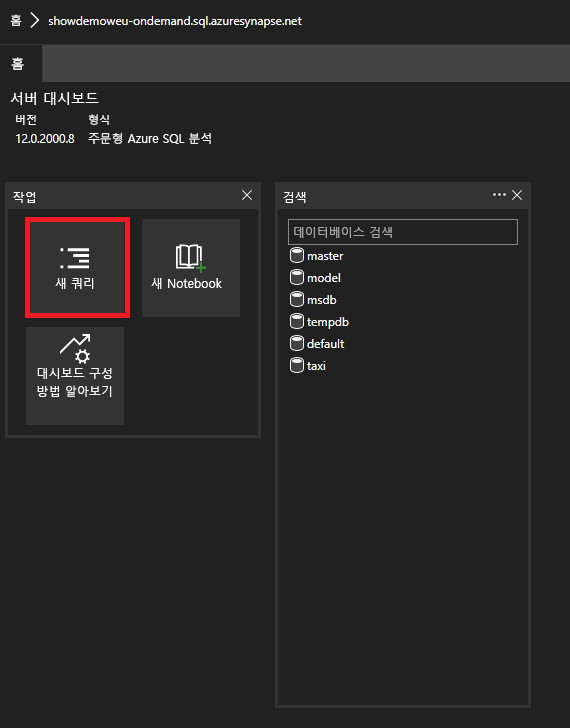 홈 showdemoweu-ondemand.sql.azuresynapse.net
홈
서버 대시보드
버전 형식
12.0.2000.8 주문형 Azure SQL 분석
작업
새 쿼리
새 Notebook
대시보드 구성
방법 알아보기
검색
데이터베이스 검색
master
model
msdb
tempdb
default
taxi